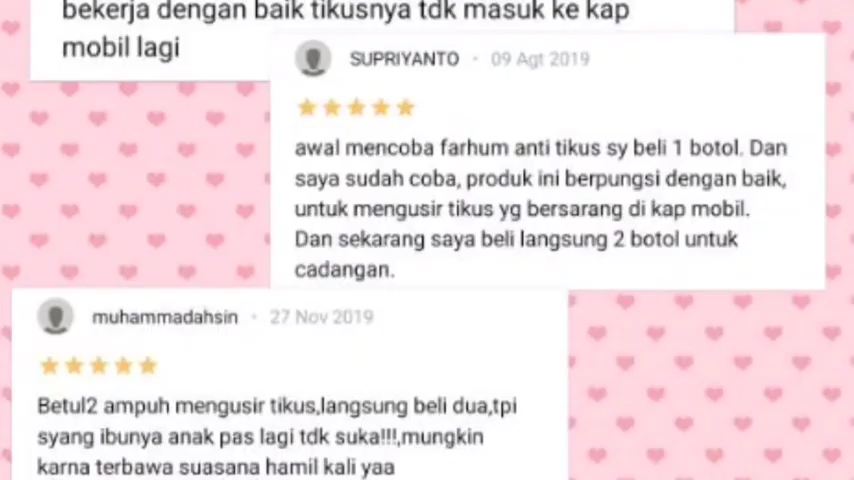 bekerja dengan baik tikusnya tdk masuk ke kap
mobil lagi
SUPRIYANTO · 09 Agt 2019
awal mencoba farhum anti tikus sy beli 1 botol. Dan
saya sudah coba, produk ini berpungsi dengan baik,
untuk mengusir tikus yg bersarang di kap mobil.
Dan sekarang saya beli langsung 2 botol untuk
cadangan.
muhammadahsin · 27 Nov 2019
Betul2 ampuh mengusir tikus,langsung beli dua,tpi
syang ibunya anak pas lagi tdk suka!!!,mungkin
karna terbawa suasana hamil kali yaa